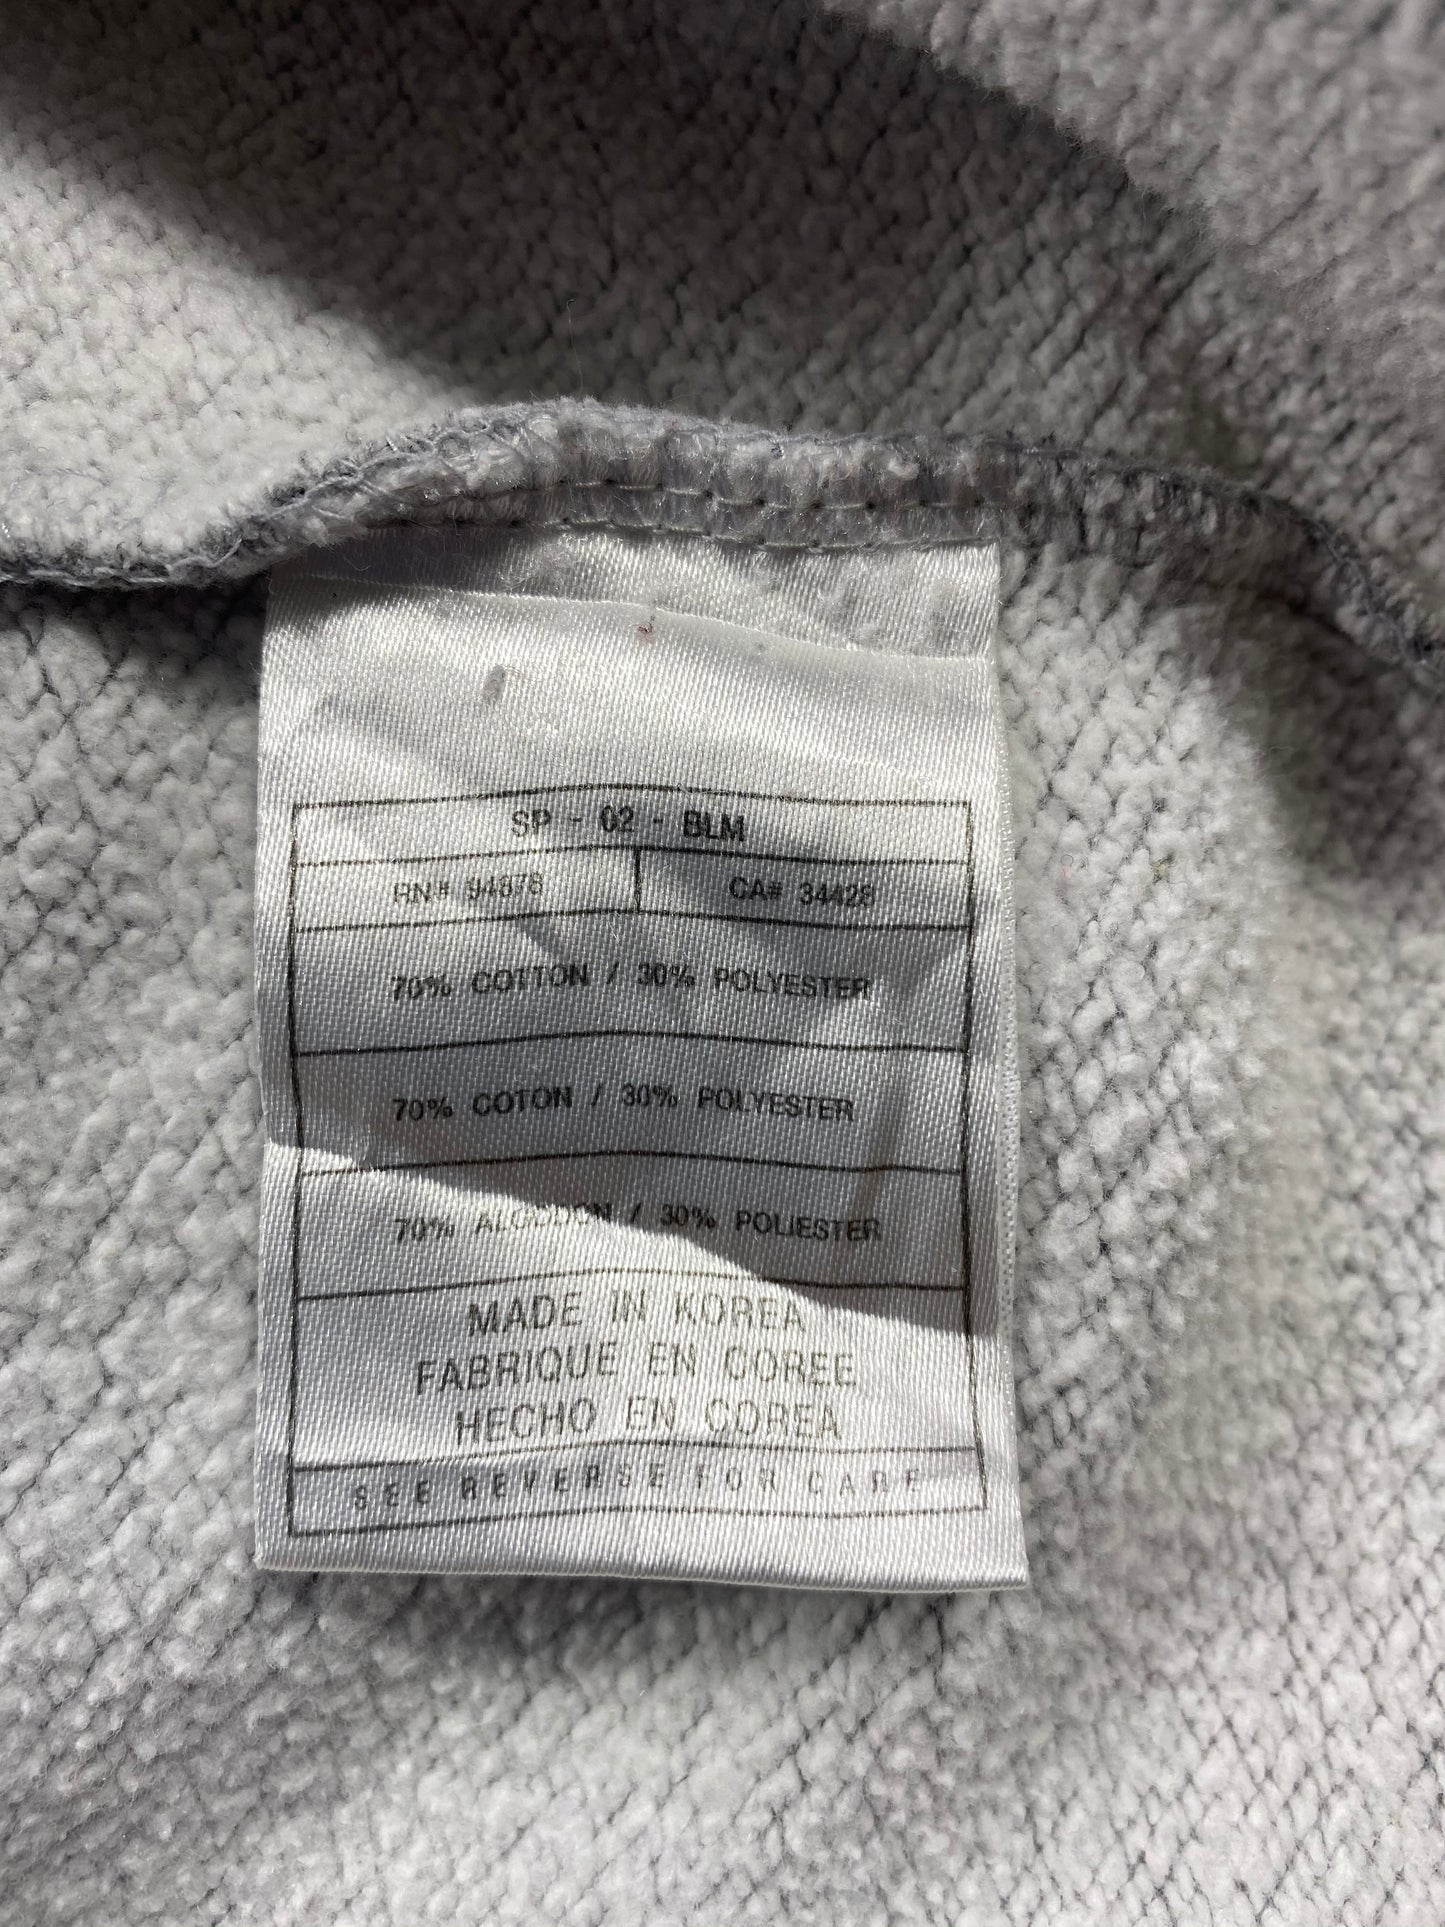 SP - 02 - BLM
RN# 94878 CA# 34428
70% COTTON / 30% POLYESTER
70% COTON / 30% POLYESTER
70% ALGODON / 30% POLIESTER
MADE IN KOREA
FABRIQUE EN COREE
HECHO EN COREA
SEE REVERSE FOR CARE